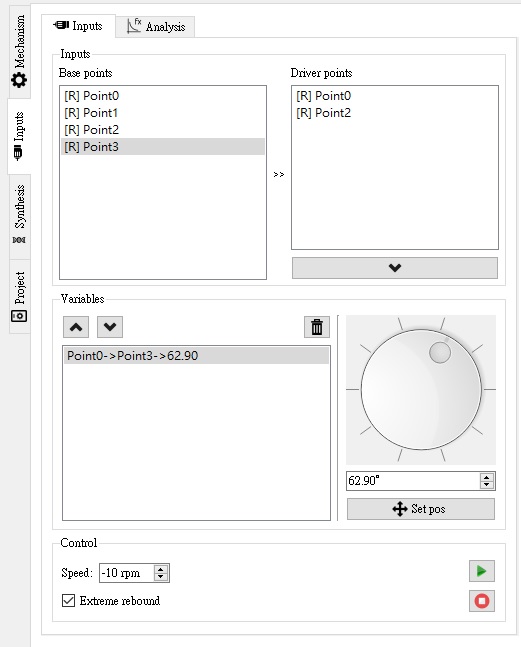 Mechanism
Inputs
Synthesis
Project
Inputs
fx Analysis
Inputs
Base points
Driver points
[R] Point0
[R] Point1
[R] Point2
[R] Point3
>>
[R] Point0
[R] Point2
Variables
Point0->Point3->62.90
62.90°
Set pos
Control
Speed: -10 rpm
Extreme rebound